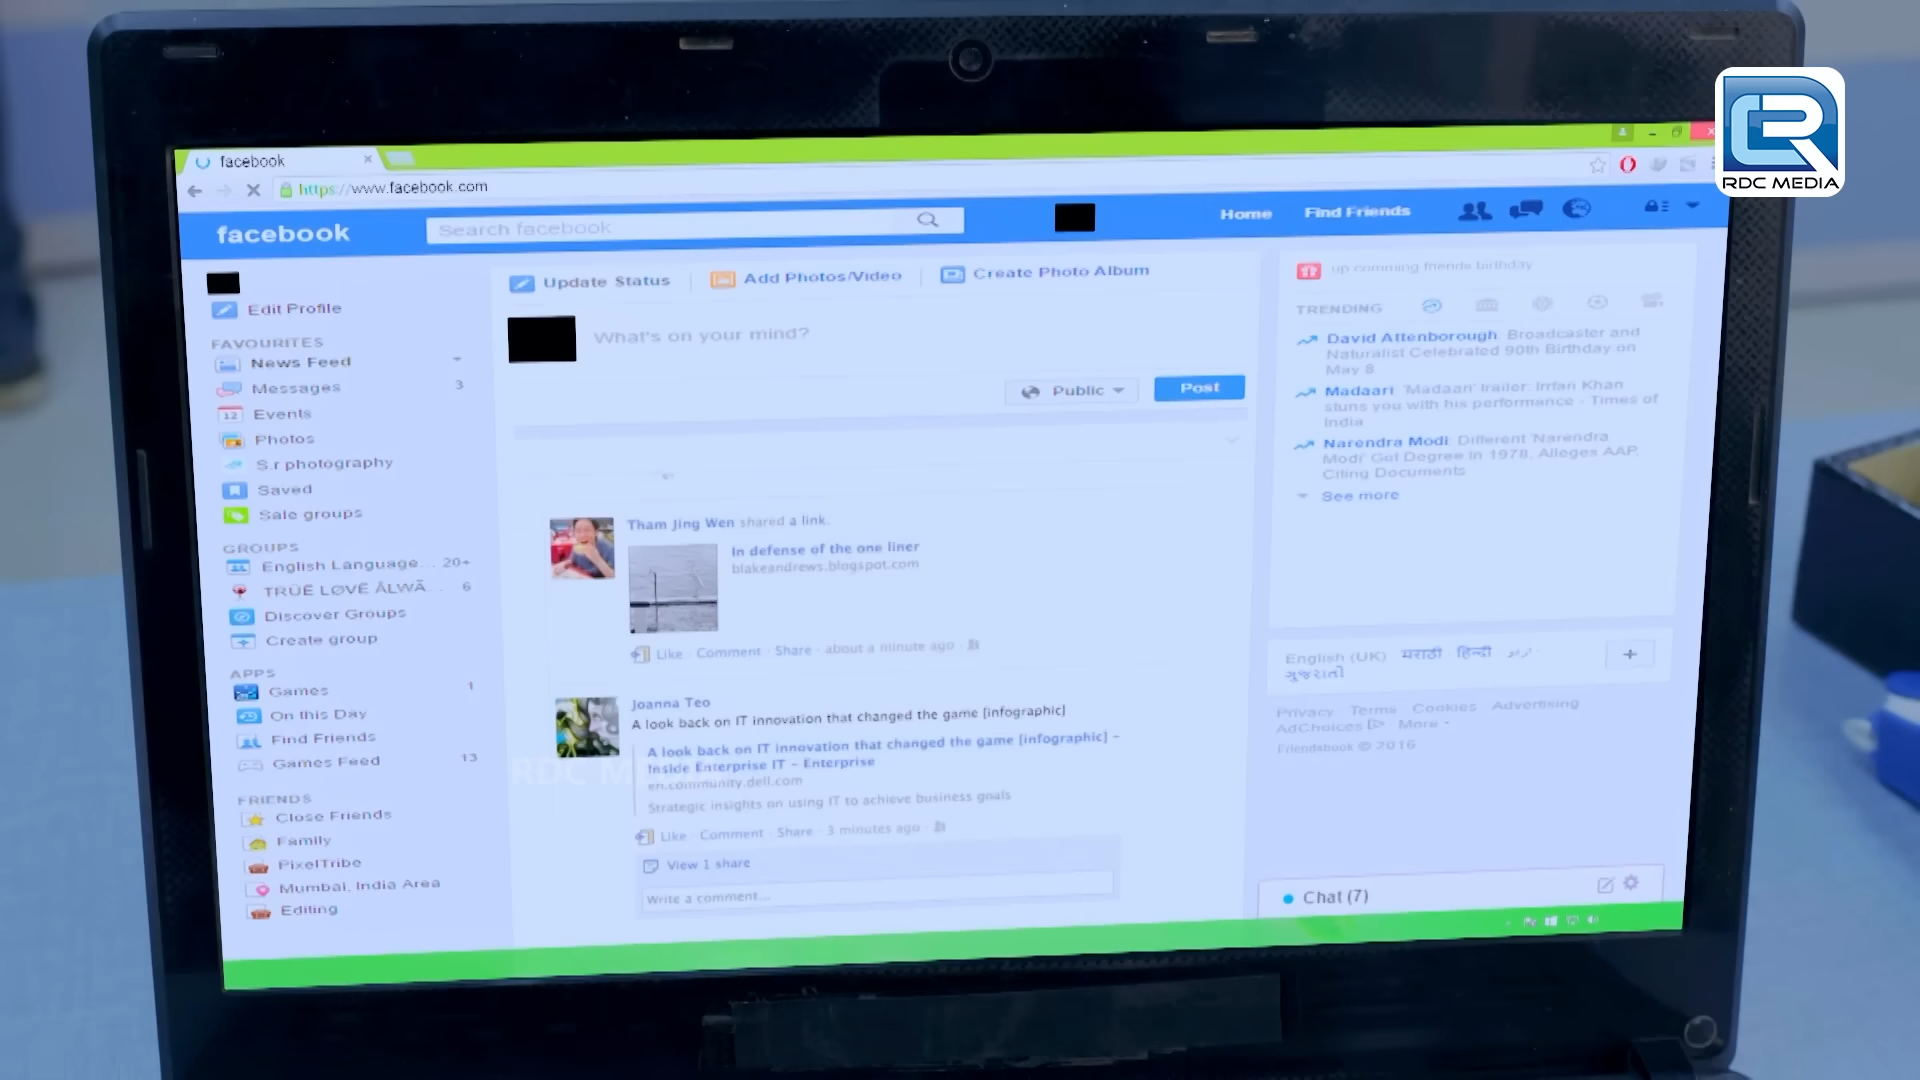 RDC MEDIA
facebook
https://www.facebook.com
facebook
Search facebook
Home
Find Friends
Edit Profile
FAVOURITES
News Feed
Messages 3
Events
Photos
S.r photography
Saved
Sale groups
GROUPS
English Language... 20+
TRŪĒ LØVĒ ÅLWÃ... 6
Discover Groups
Create group
APPS
Games 1
On this Day
Find Friends
Games Feed 13
FRIENDS
Close Friends
Family
PixelTribe
Mumbai, India Area
Editing
Update Status
Add Photos/Video
Create Photo Album
What's on your mind?
Public
Post
Tham Jing Wen shared a link.
In defense of the one liner
blakeandrews.blogspot.com
Like · Comment · Share · about a minute ago
Joanna Teo
A look back on IT innovation that changed the game [infographic]
A look back on IT innovation that changed the game [infographic] –
Inside Enterprise IT – Enterprise
en.community.dell.com
Strategic insights on using IT to achieve business goals
Like · Comment · Share · 3 minutes ago
View 1 share
Write a comment...
up comming friends birthday
TRENDING
David Attenborough: Broadcaster and
Naturalist Celebrated 90th Birthday on
May 8
Madaari: 'Madaari' trailer: Irrfan Khan
stuns you with his performance - Times of
India
Narendra Modi: Different 'Narendra
Modi' Got Degree in 1978, Alleges AAP,
Citing Documents
See more
English (UK) · मराठी · हिन्दी · اردو ·
ગુજરાતી
Privacy · Terms · Cookies · Advertising
AdChoices · More
Friendsbook © 2016
Chat (7)